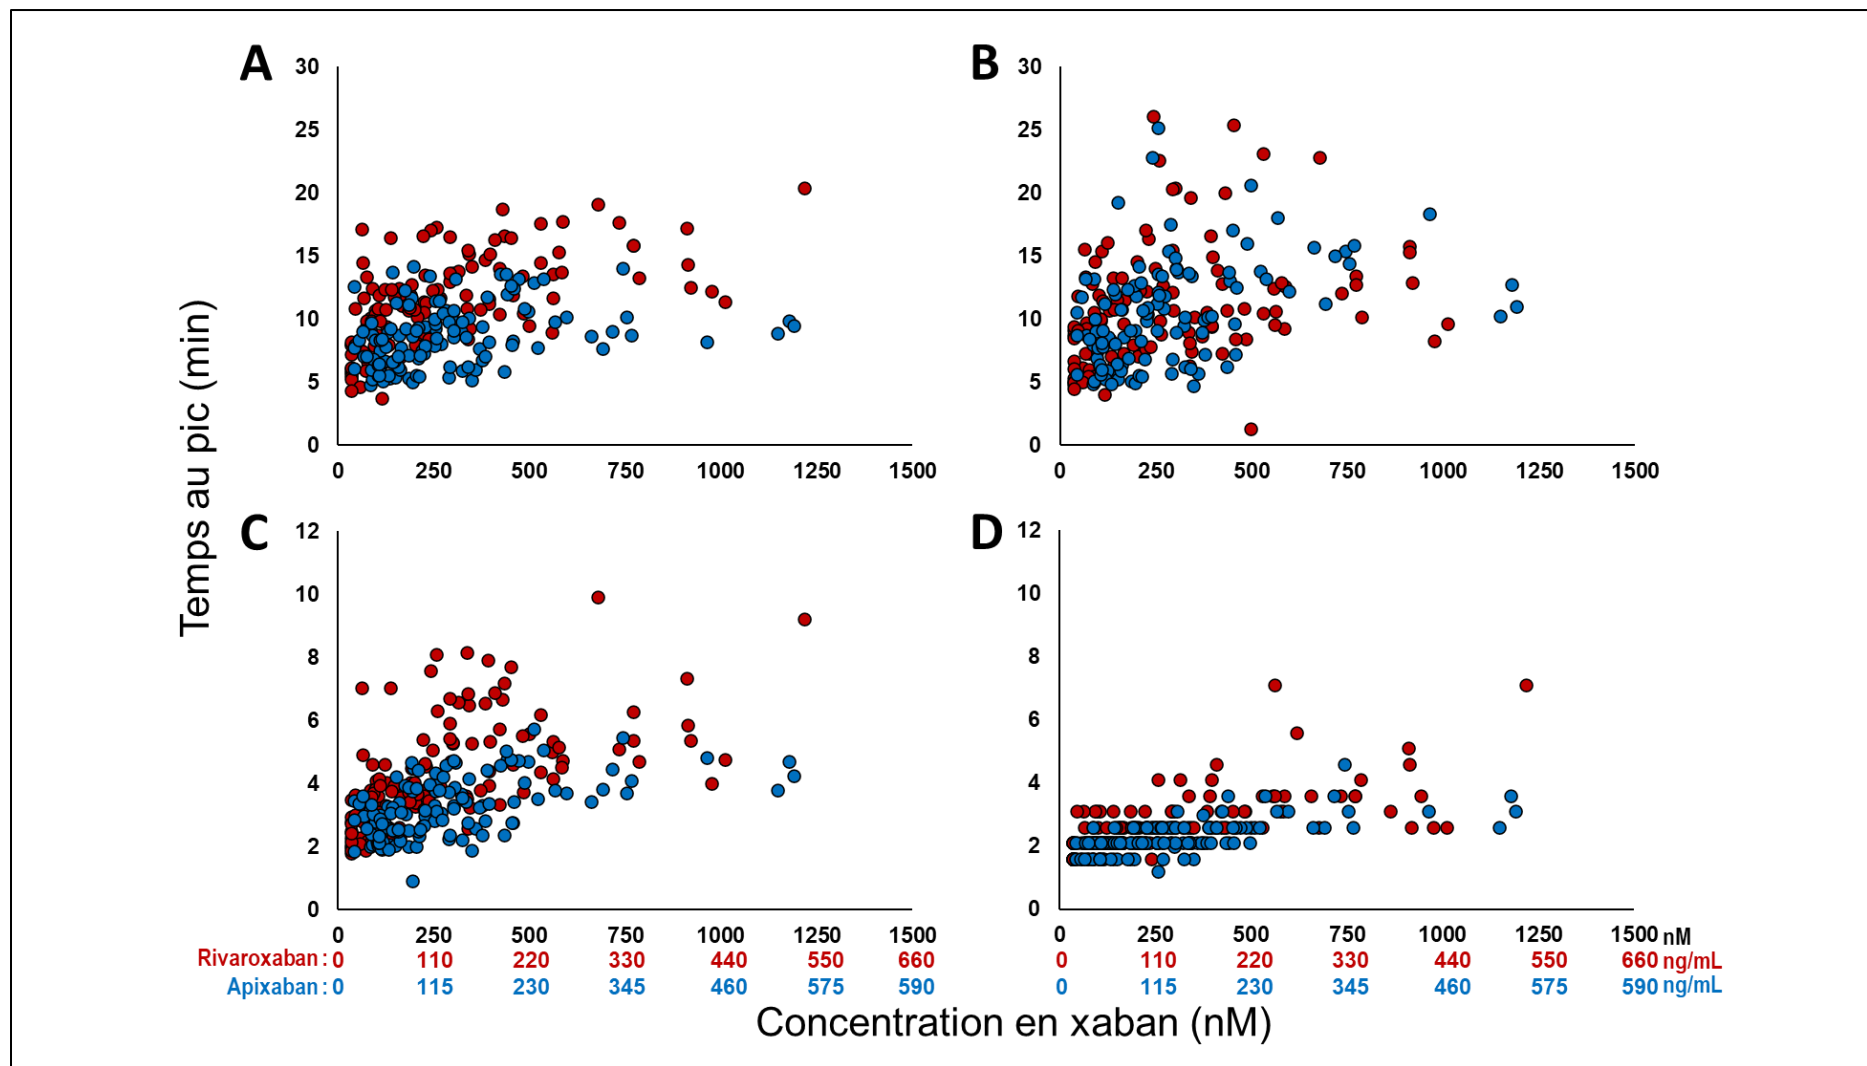 A
B
30
25
20
15
10
5
0
0 250 500 750 1000 1250 1500
30
25
20
15
10
5
0
0 250 500 750 1000 1250 1500
Temps au pic (min)
C
D
12
10
8
6
4
2
0
0 250 500 750 1000 1250 1500
12
10
8
6
4
2
0
0 250 500 750 1000 1250 1500 nM
Rivaroxaban : 0 110 220 330 440 550 660
0 110 220 330 440 550 660 ng/mL
Apixaban : 0 115 230 345 460 575 590
0 115 230 345 460 575 590 ng/mL
Concentration en xaban (nM)